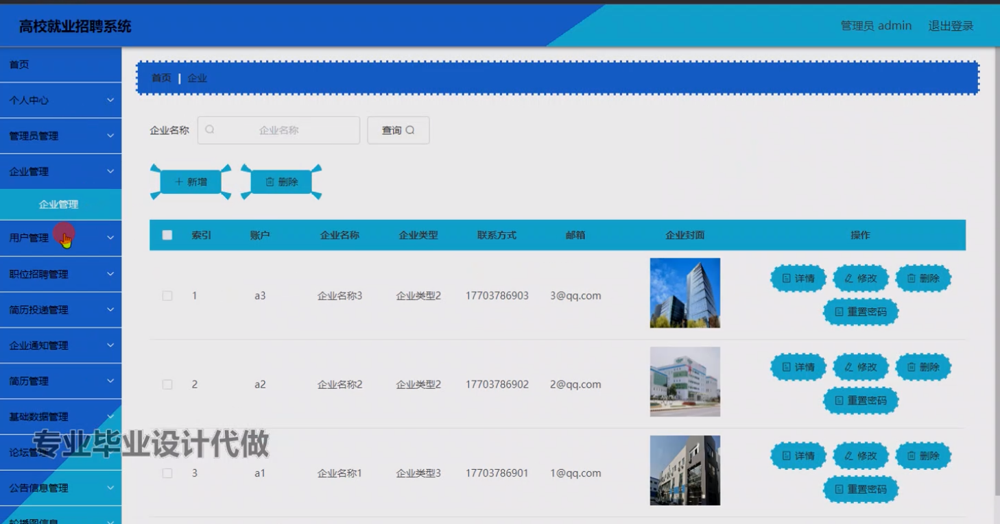 高校就业招聘系统
管理员 admin 退出登录
首页
个人中心
管理员管理
企业管理
企业管理
用户管理
职位招聘管理
简历投递管理
企业通知管理
简历管理
基础数据管理
论坛管理
公告信息管理
轮播图信息
专业毕业设计代做
首页 | 企业
企业名称 企业名称 查询
新增 删除
索引 账户 企业名称 企业类型 联系方式 邮箱 企业封面 操作
1 a3 企业名称3 企业类型2 17703786903 3@qq.com 详情 修改 删除
重置密码
2 a2 企业名称2 企业类型2 17703786902 2@qq.com 详情 修改 删除
重置密码
3 a1 企业名称1 企业类型3 17703786901 1@qq.com 详情 修改 删除
重置密码